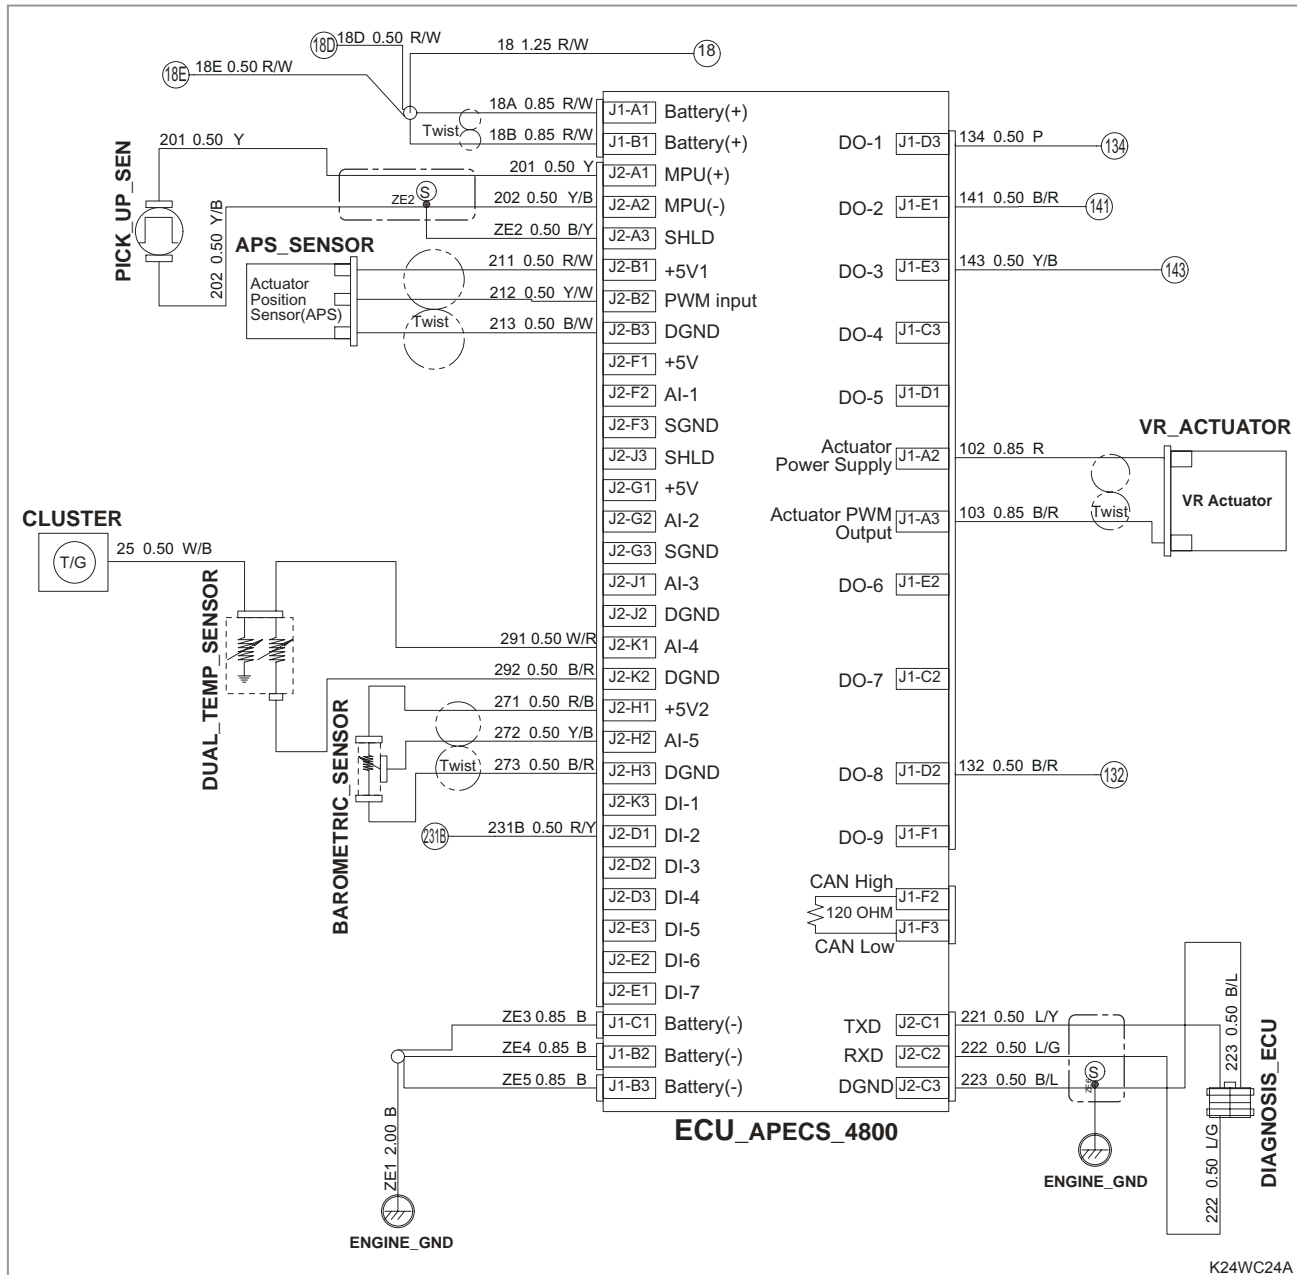 18D 0.50 R/W
18D
18 1.25 R/W
18
18E 0.50 R/W
18E
18A 0.85 R/W
J1-A1 Battery(+)
Twist
18B 0.85 R/W
J1-B1 Battery(+)
DO-1 J1-D3
134 0.50 P
134
PICK_UP_SEN
201 0.50 Y
201 0.50 Y
J2-A1 MPU(+)
S
ZE2
202 0.50 Y/B
202 0.50 Y/B
J2-A2 MPU(-)
DO-2 J1-E1
141 0.50 B/R
141
ZE2 0.50 B/Y
J2-A3 SHLD
APS_SENSOR
Actuator
Position
Sensor(APS)
211 0.50 R/W
J2-B1 +5V1
DO-3 J1-E3
143 0.50 Y/B
143
212 0.50 Y/W
J2-B2 PWM input
Twist
213 0.50 B/W
J2-B3 DGND
DO-4 J1-C3
J2-F1 +5V
J2-F2 AI-1
DO-5 J1-D1
J2-F3 SGND
VR_ACTUATOR
J2-J3 SHLD
Actuator
Power Supply
J1-A2
102 0.85 R
VR Actuator
J2-G1 +5V
J2-G2 AI-2
Actuator PWM
Output
J1-A3
103 0.85 B/R
Twist
CLUSTER
T/G
25 0.50 W/B
J2-G3 SGND
J2-J1 AI-3
DO-6 J1-E2
J2-J2 DGND
DUAL_TEMP_SENSOR
291 0.50 W/R
J2-K1 AI-4
292 0.50 B/R
J2-K2 DGND
DO-7 J1-C2
BAROMETRIC_SENSOR
271 0.50 R/B
J2-H1 +5V2
272 0.50 Y/B
J2-H2 AI-5
Twist
273 0.50 B/R
J2-H3 DGND
DO-8 J1-D2
132 0.50 B/R
132
J2-K3 DI-1
231B
231B 0.50 R/Y
J2-D1 DI-2
DO-9 J1-F1
J2-D2 DI-3
CAN High
J2-D3 DI-4
J1-F2
120 OHM
J2-E3 DI-5
J1-F3
CAN Low
J2-E2 DI-6
J2-E1 DI-7
ZE3 0.85 B
J1-C1 Battery(-)
TXD J2-C1
221 0.50 L/Y
223 0.50 B/L
ZE4 0.85 B
J1-B2 Battery(-)
RXD J2-C2
222 0.50 L/G
S
ZE6
ZE5 0.85 B
J1-B3 Battery(-)
DGND J2-C3
223 0.50 B/L
DIAGNOSIS_ECU
ECU_APECS_4800
ZE1 2.00 B
222 0.50 L/G
ENGINE_GND
ENGINE_GND
K24WC24A